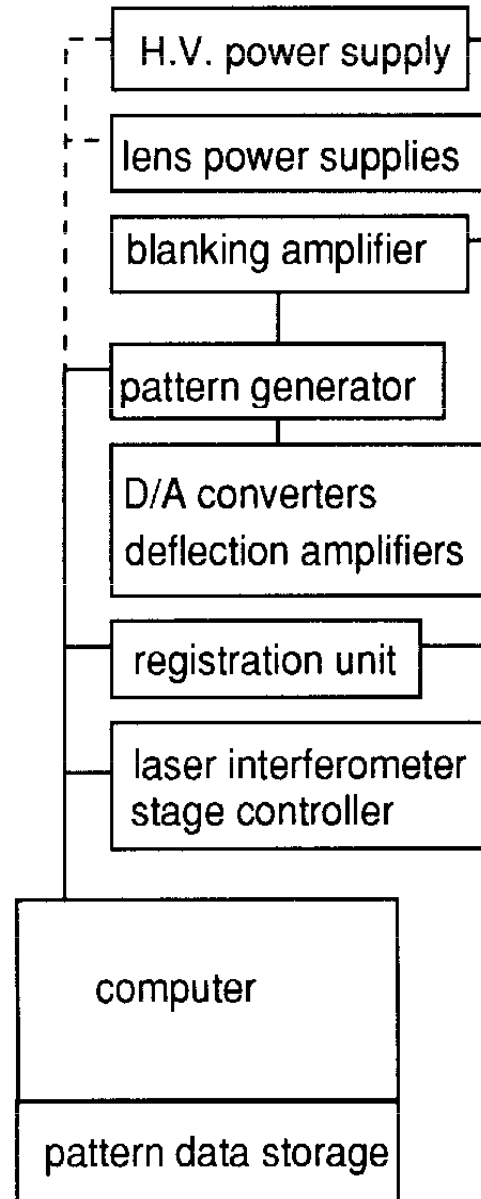 H.V. power supply
lens power supplies
blanking amplifier
pattern generator
D/A converters
deflection amplifiers
registration unit
laser interferometer
stage controller
computer
pattern data storage